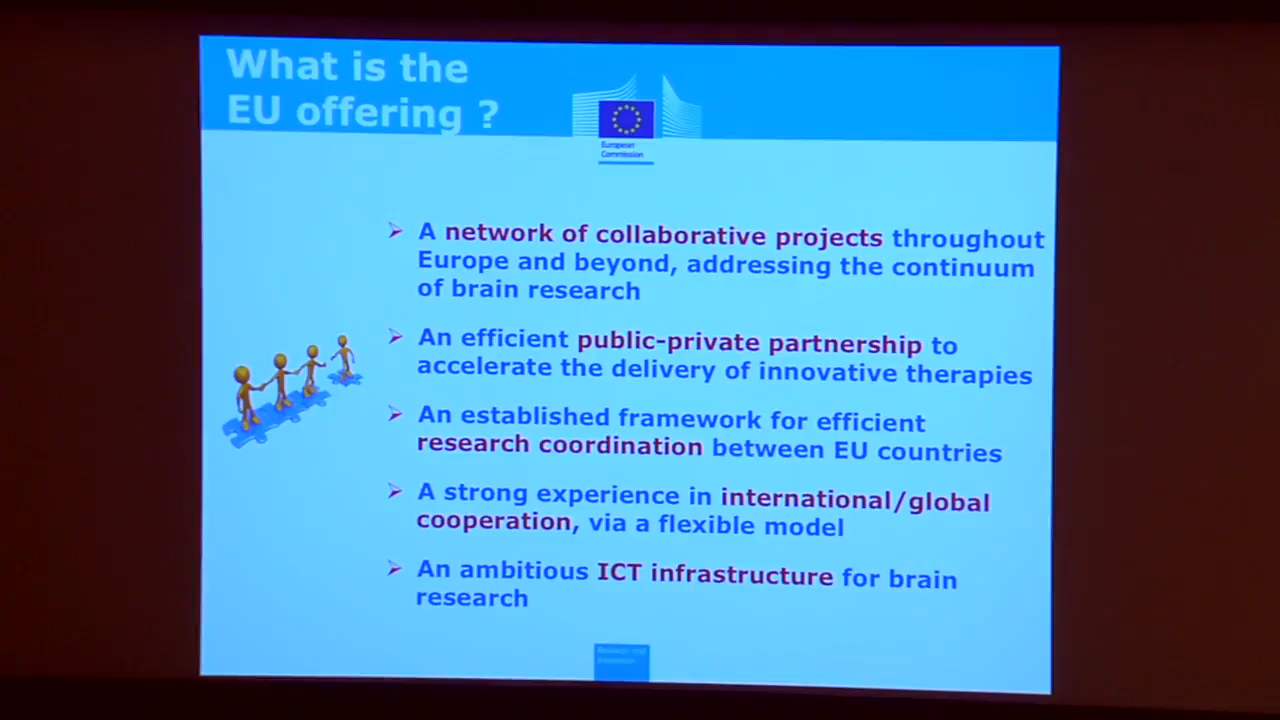 What is the
EU offering ?
European
Commission
➢ A network of collaborative projects throughout
Europe and beyond, addressing the continuum
of brain research
➢ An efficient public-private partnership to
accelerate the delivery of innovative therapies
➢ An established framework for efficient
research coordination between EU countries
➢ A strong experience in international/global
cooperation, via a flexible model
➢ An ambitious ICT infrastructure for brain
research